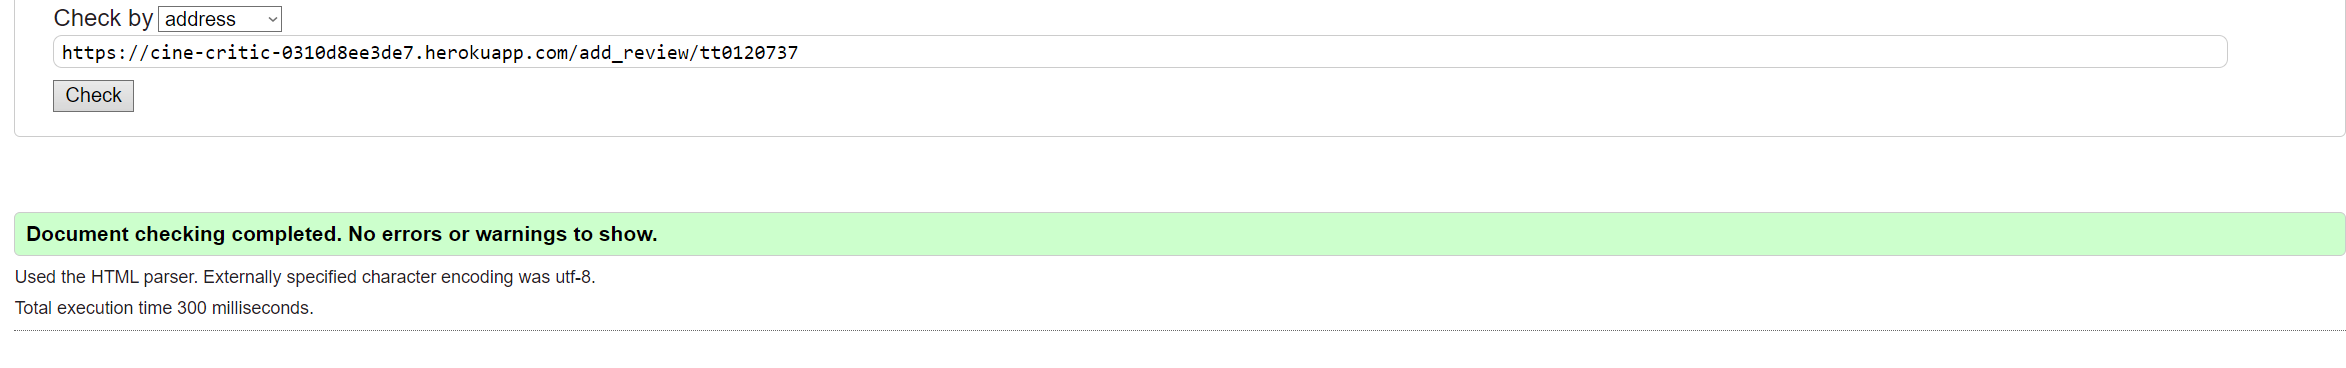 Check by address
https://cine-critic-0310d8ee3de7.herokuapp.com/add_review/tt0120737
Check
Document checking completed. No errors or warnings to show.
Used the HTML parser. Externally specified character encoding was utf-8.
Total execution time 300 milliseconds.